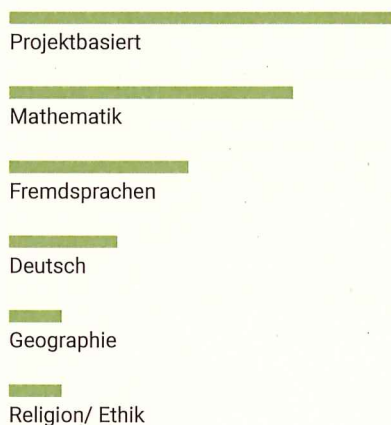 Projektbasiert
Mathematik
Fremdsprachen
Deutsch
Geographie
Religion/ Ethik